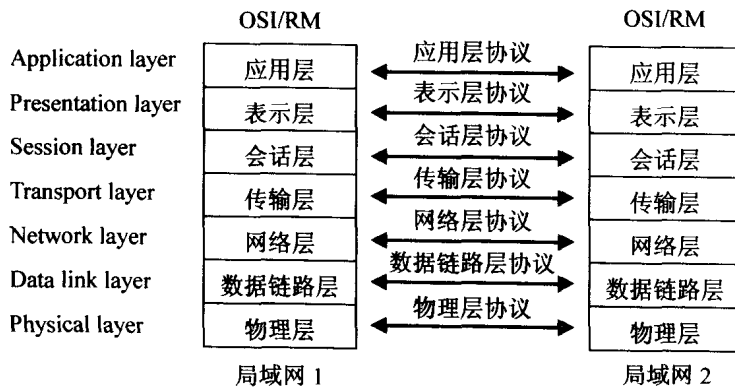 OSI/RM OSI/RM
Application layer 应用层 应用层协议 应用层
Presentation layer 表示层 表示层协议 表示层
Session layer 会话层 会话层协议 会话层
Transport layer 传输层 传输层协议 传输层
Network layer 网络层 网络层协议 网络层
Data link layer 数据链路层 数据链路层协议 数据链路层
Physical layer 物理层 物理层协议 物理层
局域网 1 局域网 2